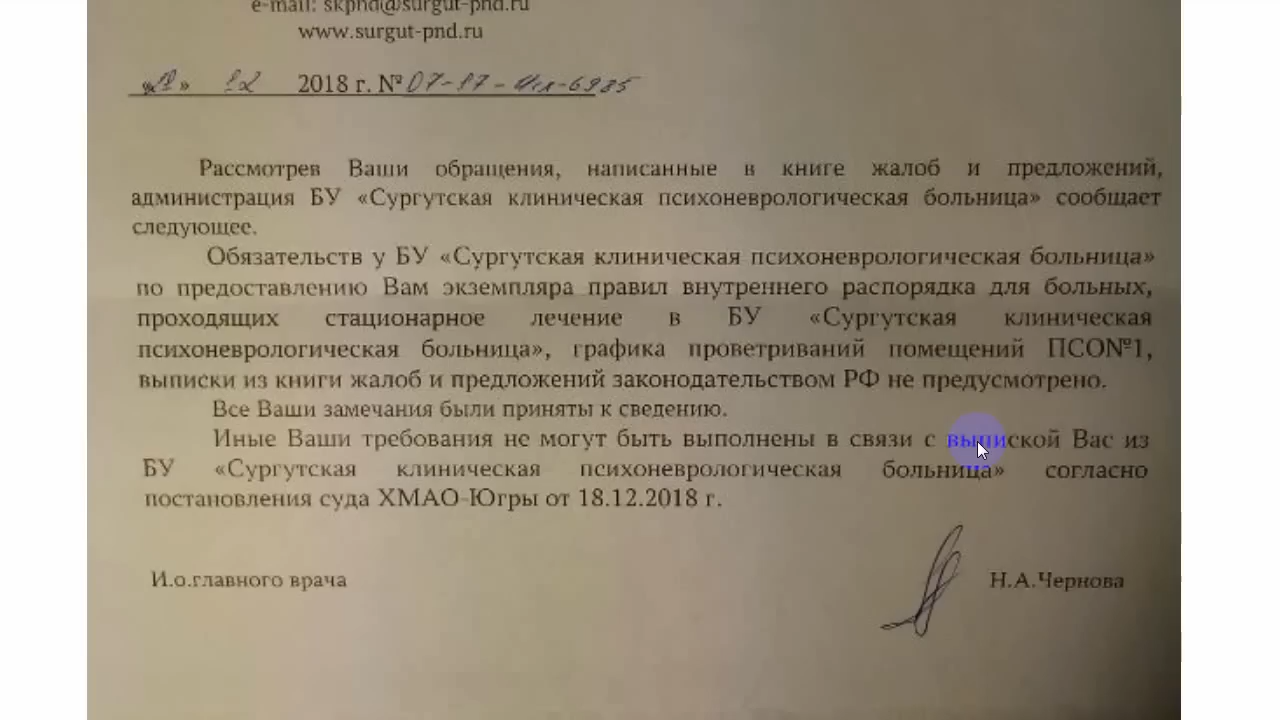 e-mail: skpnd@surgut-pnd.ru
www.surgut-pnd.ru
12 2018 г. №
Рассмотрев Ваши обращения, написанные в книге жалоб и предложений,
администрация БУ «Сургутская клиническая психоневрологическая больница» сообщает
следующее.
Обязательств у БУ «Сургутская клиническая психоневрологическая больница»
по предоставлению Вам экземпляра правил внутреннего распорядка для больных,
проходящих стационарное лечение в БУ «Сургутская клиническая
психоневрологическая больница», графика проветриваний помещений ПСО№1,
выписки из книги жалоб и предложений законодательством РФ не предусмотрено.
Все Ваши замечания были приняты к сведению.
Иные Ваши требования не могут быть выполнены в связи с выпиской Вас из
БУ «Сургутская клиническая психоневрологическая больница» согласно
постановления суда ХМАО-Югры от 18.12.2018 г.
И.о.главного врача
Н.А.Чернова